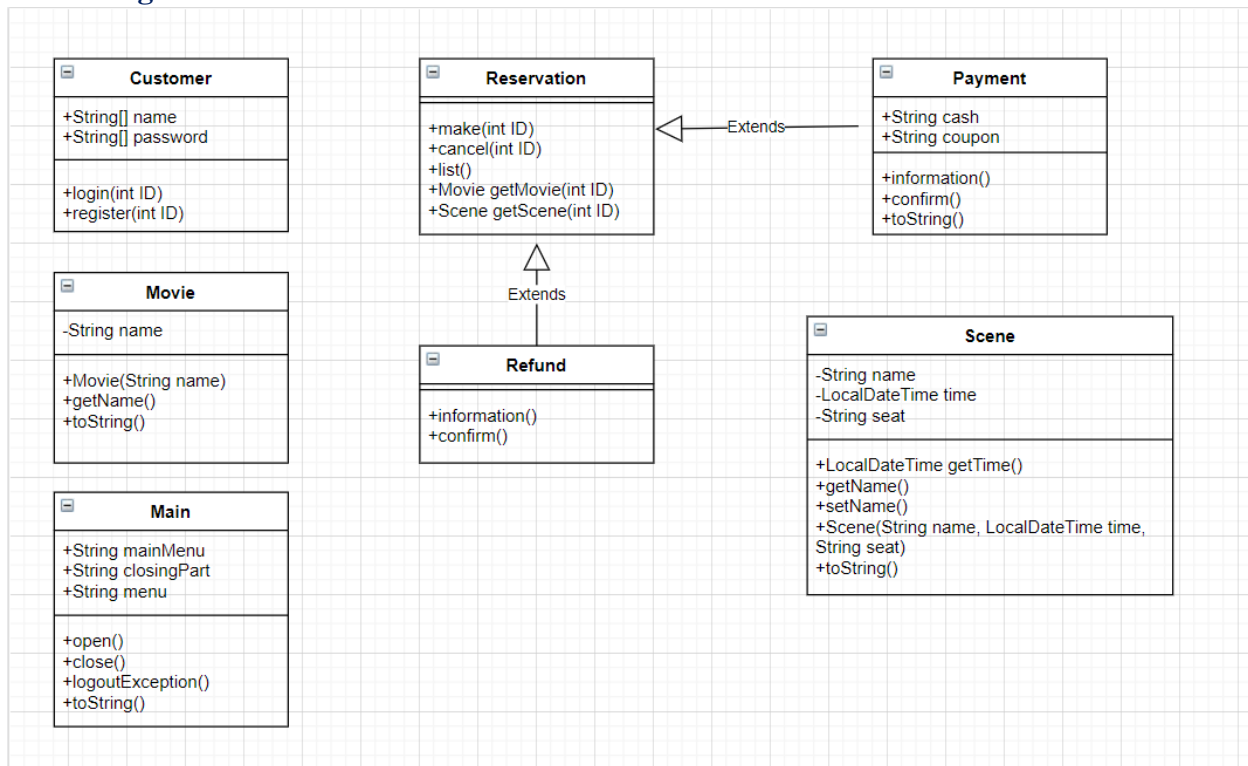 Customer
+String[] name
+String[] password
+login(int ID)
+register(int ID)
Reservation
+make(int ID)
+cancel(int ID)
+list()
+Movie getMovie(int ID)
+Scene getScene(int ID)
Extends
Payment
+String cash
+String coupon
+information()
+confirm()
+toString()
Movie
-String name
+Movie(String name)
+getName()
+toString()
Extends
Refund
+information()
+confirm()
Scene
-String name
-LocalDateTime time
-String seat
+LocalDateTime getTime()
+getName()
+setName()
+Scene(String name, LocalDateTime time,
String seat)
+toString()
Main
+String mainMenu
+String closingPart
+String menu
+open()
+close()
+logoutException()
+toString()